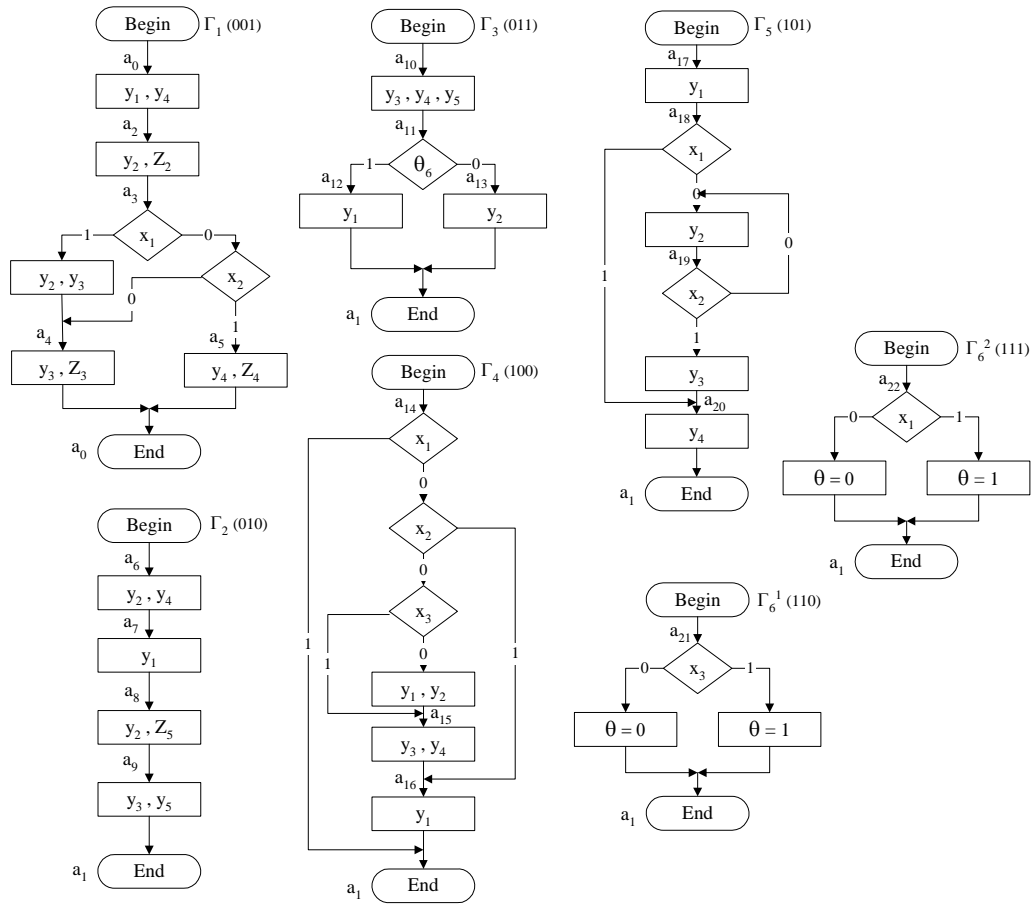 Begin Γ1 (001)
a0
y1 , y4
a2
y2 , Z2
a3
x1
1
0
y2 , y3
x2
0
1
a4
a5
y3 , Z3
y4 , Z4
a0
End
Begin Γ2 (010)
a6
y2 , y4
a7
y1
a8
y2 , Z5
a9
y3 , y5
a1
End
Begin Γ3 (011)
a10
y3 , y4 , y5
a11
θ6
1
0
a12
a13
y1
y2
a1
End
Begin Γ4 (100)
a14
x1
0
x2
0
x3
1
1
1
0
y1 , y2
a15
y3 , y4
a16
y1
a1
End
Begin Γ5 (101)
a17
y1
a18
x1
0
y2
0
a19
1
x2
1
y3
a20
y4
a1
End
Begin Γ6 2 (111)
a22
0
x1
1
θ = 0
θ = 1
a1
End
Begin Γ6 1 (110)
a21
0
x3
1
θ = 0
θ = 1
a1
End